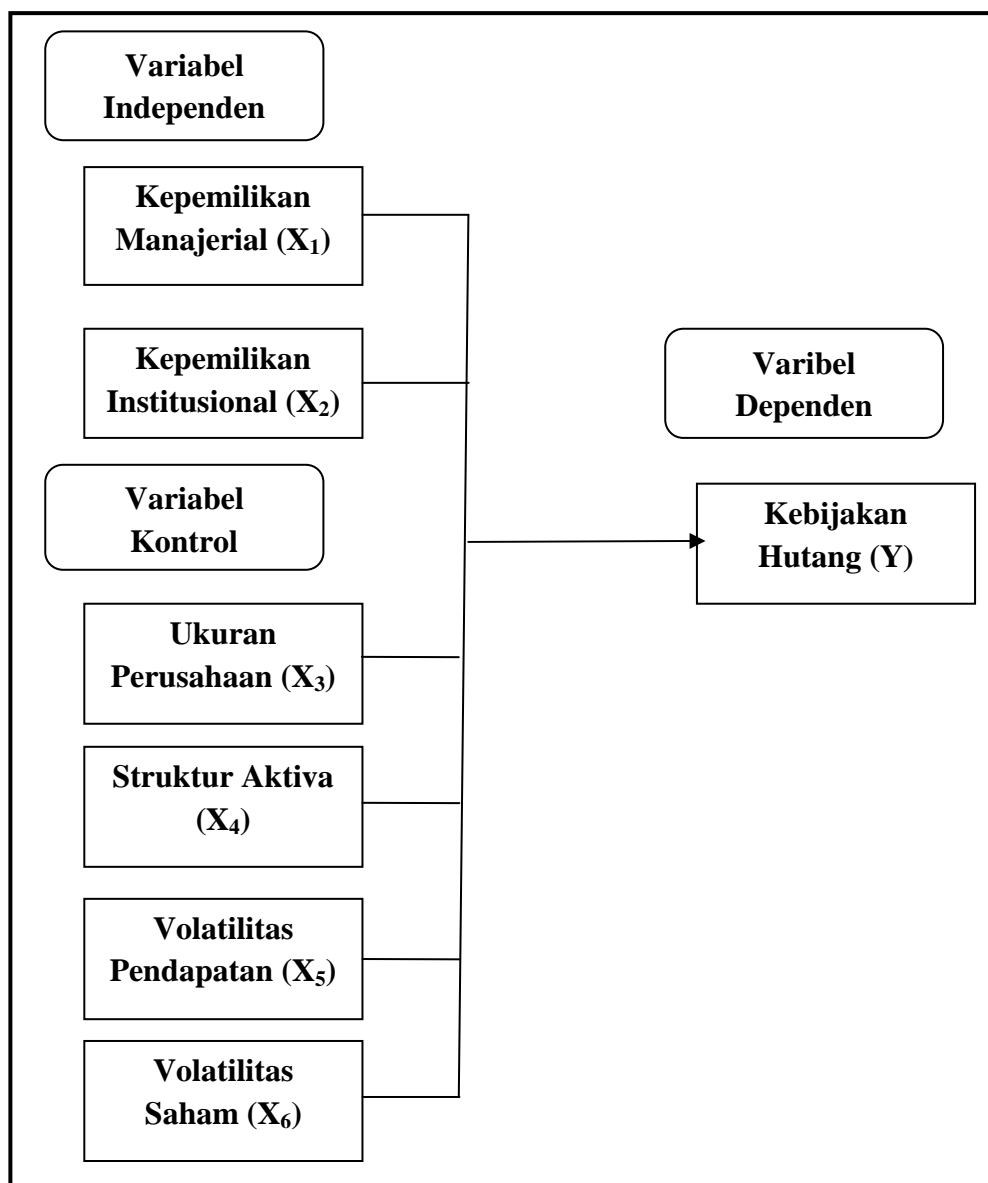 Variabel
Independen
Kepemilikan
Manajerial (X₁)
Kepemilikan
Institusional (X₂)
Varibel
Dependen
Variabel
Kontrol
Kebijakan
Hutang (Y)
Ukuran
Perusahaan (X₃)
Struktur Aktiva
(X₄)
Volatilitas
Pendapatan (X₅)
Volatilitas
Saham (X₆)